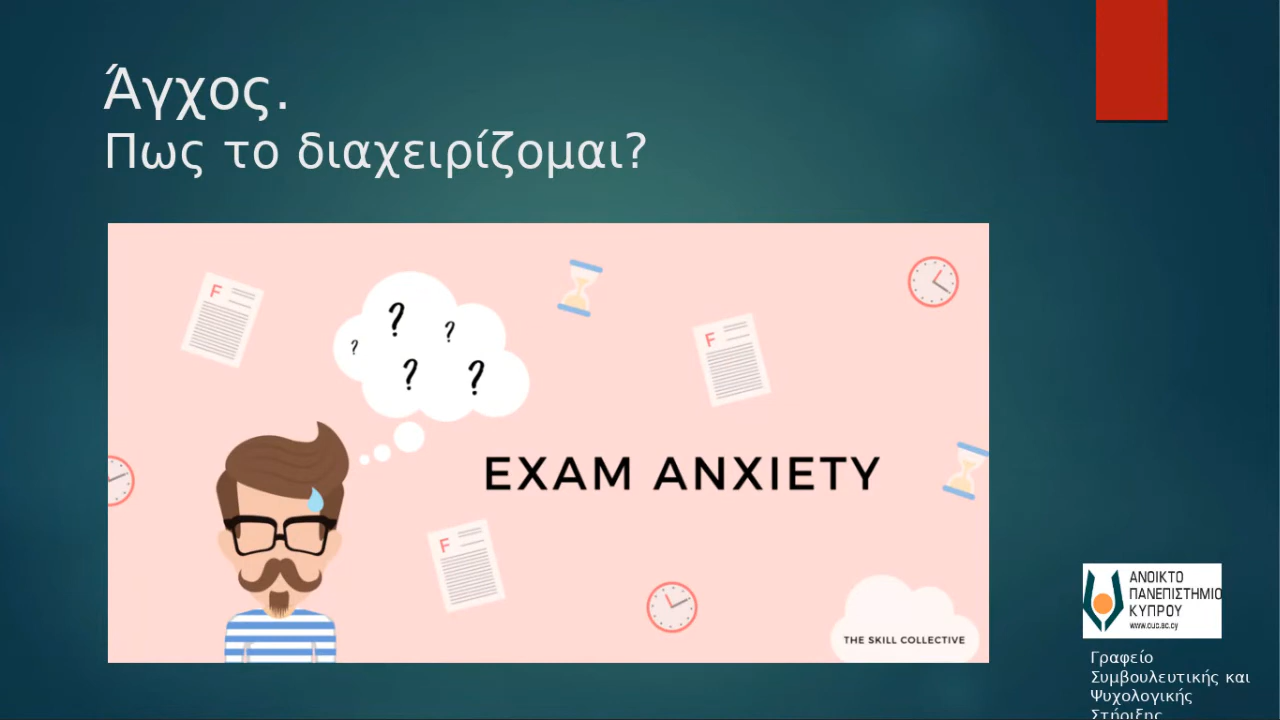 Άγχος.
Πως το διαχειρίζομαι?
F
?
?
?
?
?
F
EXAM ANXIETY
F
THE SKILL COLLECTIVE
ΑΝΟΙΚΤΟ
ΠΑΝΕΠΙΣΤΗΜΙΟ
ΚΥΠΡΟΥ
www.ouc.ac.cy
Γραφείο
Συμβουλευτικής και
Ψυχολογικής
Στήριξης